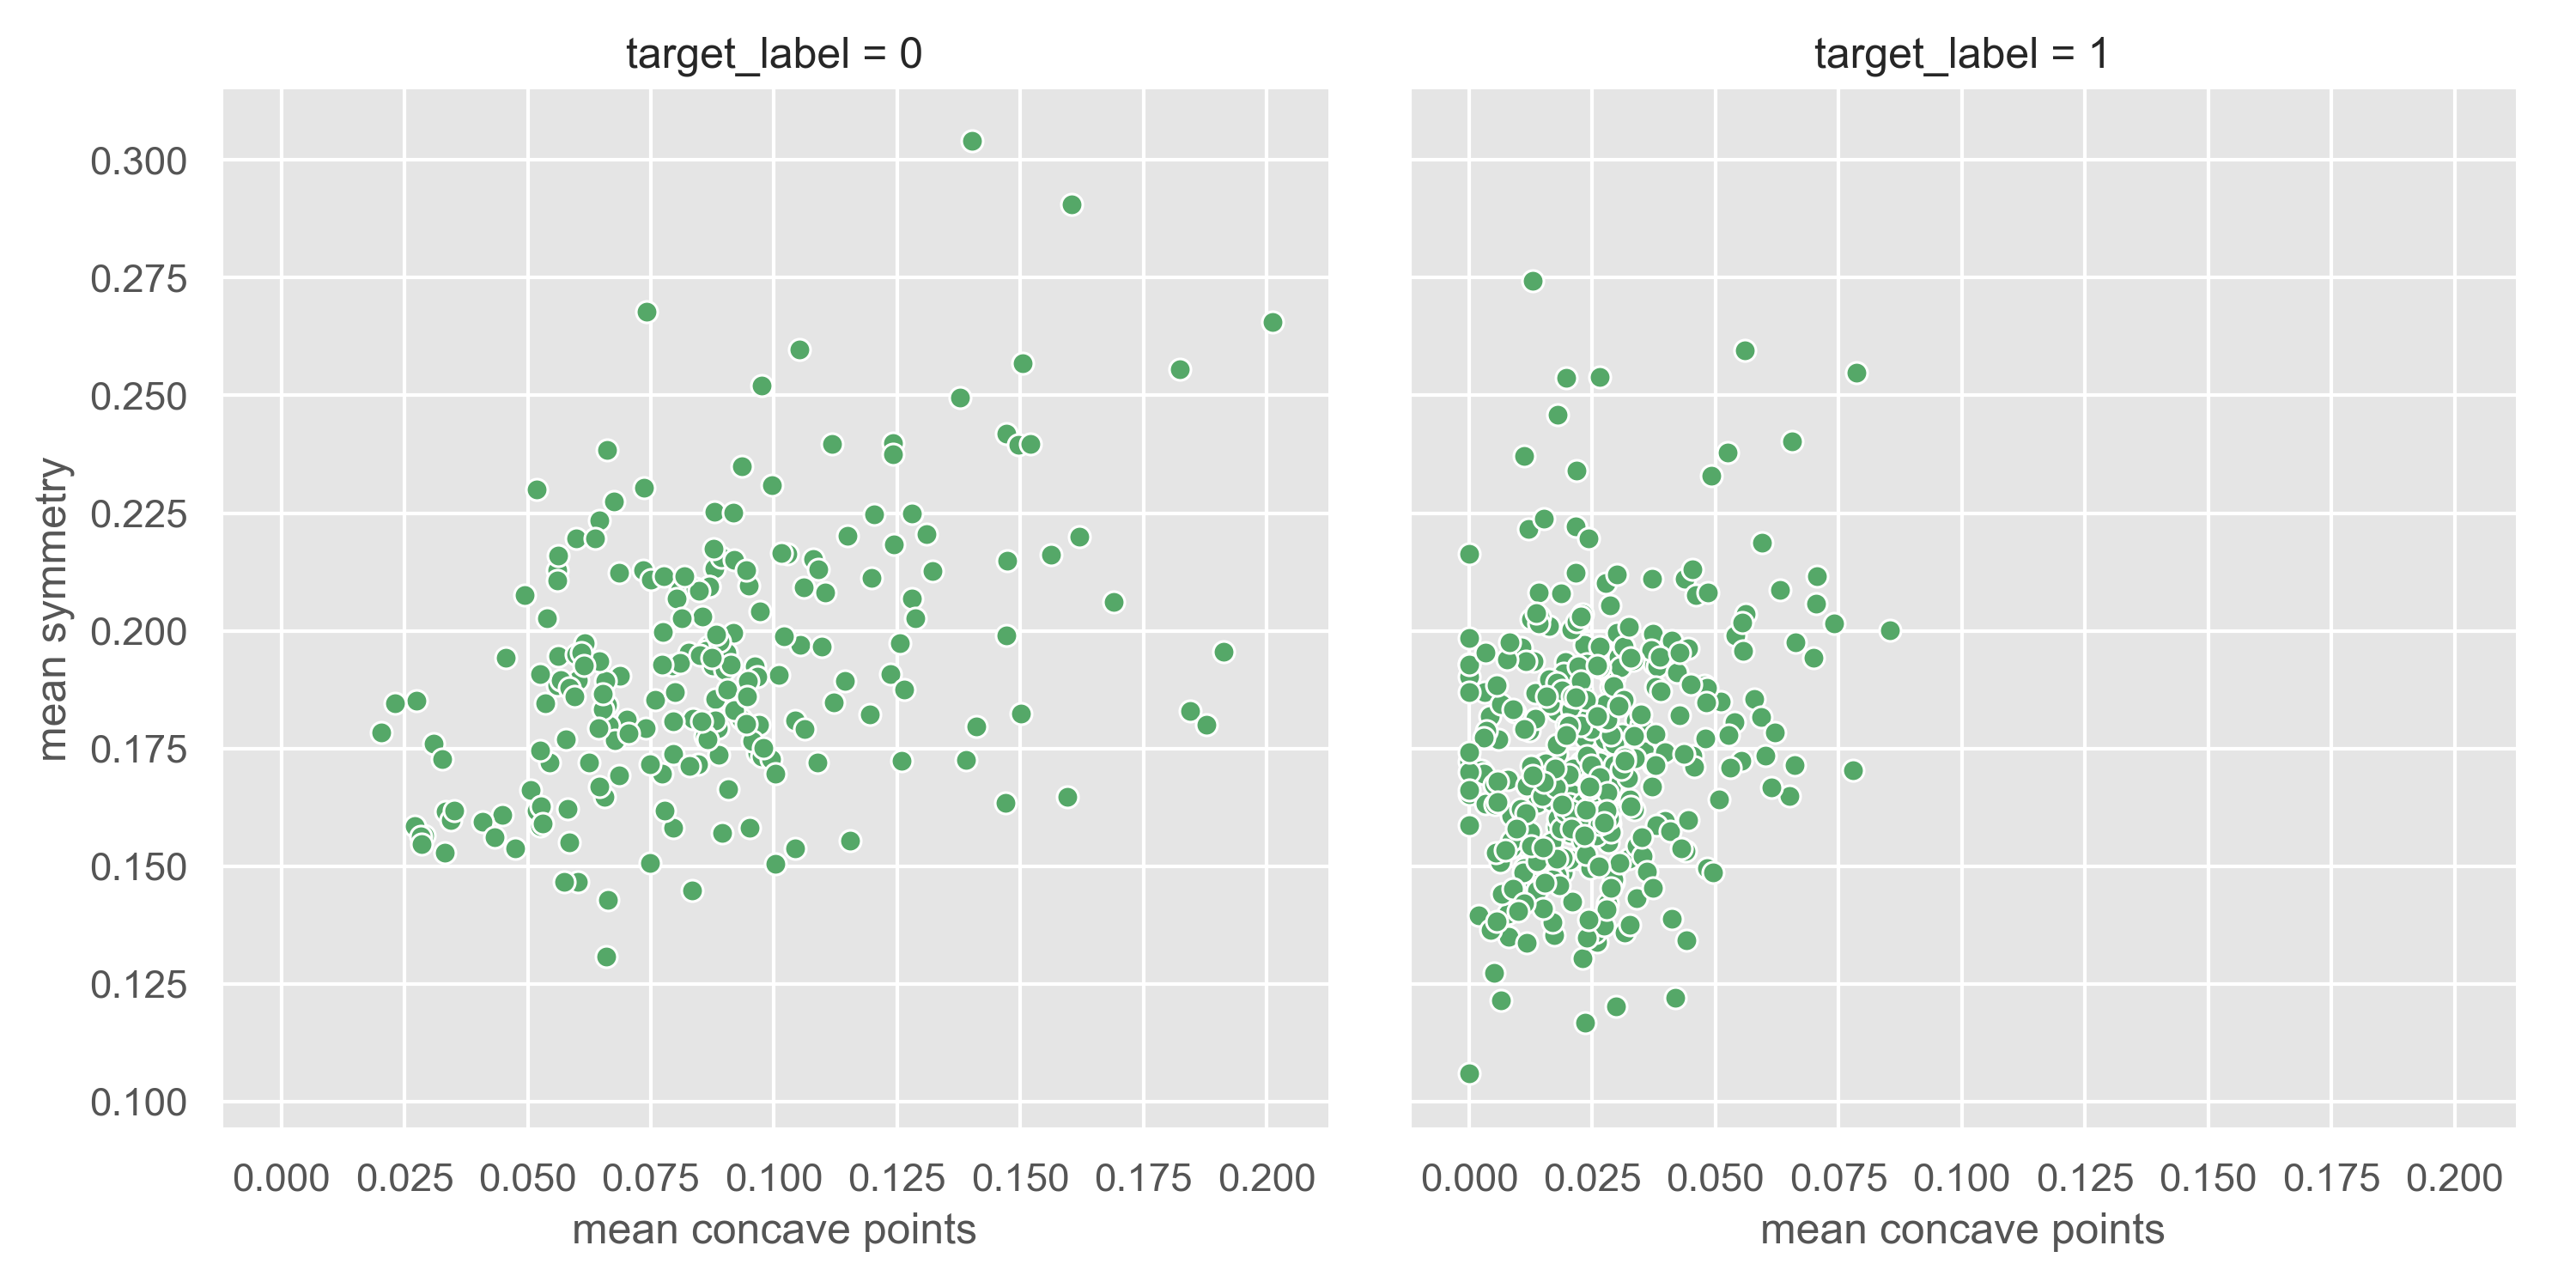 target_label = 0
target_label = 1
mean symmetry
0.300
0.275
0.250
0.225
0.200
0.175
0.150
0.125
0.100
0.000 0.025 0.050 0.075 0.100 0.125 0.150 0.175 0.200
mean concave points
0.000 0.025 0.050 0.075 0.100 0.125 0.150 0.175 0.200
mean concave points